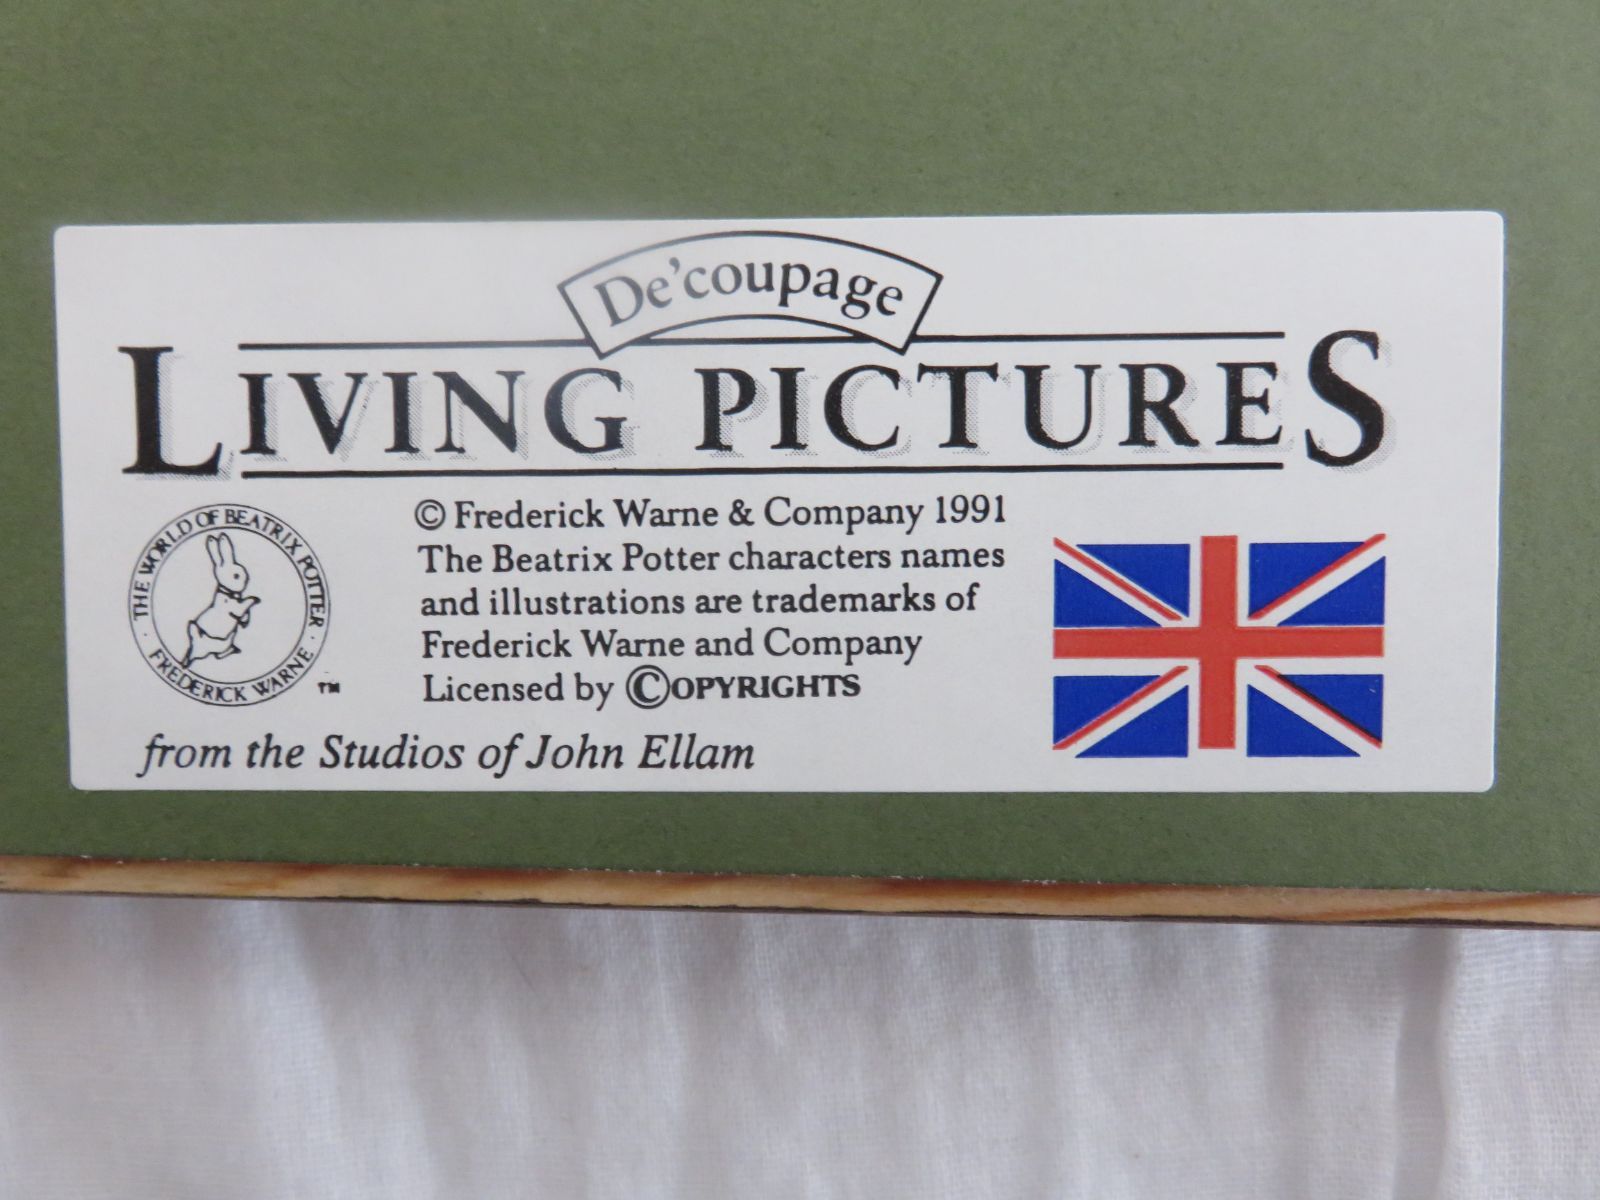 De'coupage
LIVING PICTURES
THE WORLD OF BEATRIX POTTER
· FREDERICK WARNE ·
TM
© Frederick Warne & Company 1991
The Beatrix Potter characters names
and illustrations are trademarks of
Frederick Warne and Company
Licensed by ©OPYRIGHTS
from the Studios of John Ellam